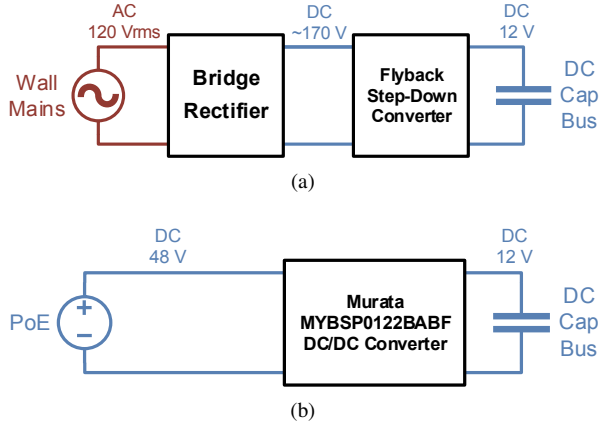 AC
120 Vrms
DC
~170 V
DC
12 V
Wall
Mains
Bridge
Rectifier
Flyback
Step-Down
Converter
DC
Cap
Bus
(a)
DC
48 V
DC
12 V
PoE
+
−
Murata
MYBSP0122BABF
DC/DC Converter
DC
Cap
Bus
(b)